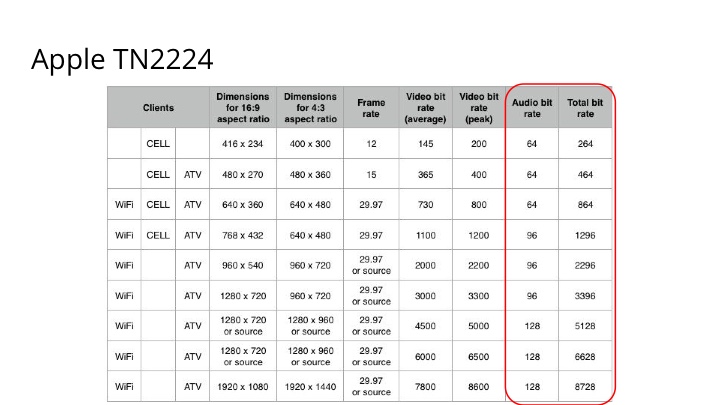 Apple TN2224
Clients Dimensions for 16:9 aspect ratio Dimensions for 4:3 aspect ratio Frame rate Video bit rate (average) Video bit rate (peak) Audio bit rate Total bit rate
CELL 416 x 234 400 x 300 12 145 200 64 264
CELL ATV 480 x 270 480 x 360 15 365 400 64 464
WiFi CELL ATV 640 x 360 640 x 480 29.97 730 800 64 864
WiFi CELL ATV 768 x 432 640 x 480 29.97 1100 1200 96 1296
WiFi ATV 960 x 540 960 x 720 29.97 or source 2000 2200 96 2296
WiFi ATV 1280 x 720 960 x 720 29.97 or source 3000 3300 96 3396
WiFi ATV 1280 x 720 or source 1280 x 960 or source 29.97 or source 4500 5000 128 5128
WiFi ATV 1280 x 720 or source 1280 x 960 or source 29.97 or source 6000 6500 128 6628
WiFi ATV 1920 x 1080 1920 x 1440 29.97 or source 7800 8600 128 8728